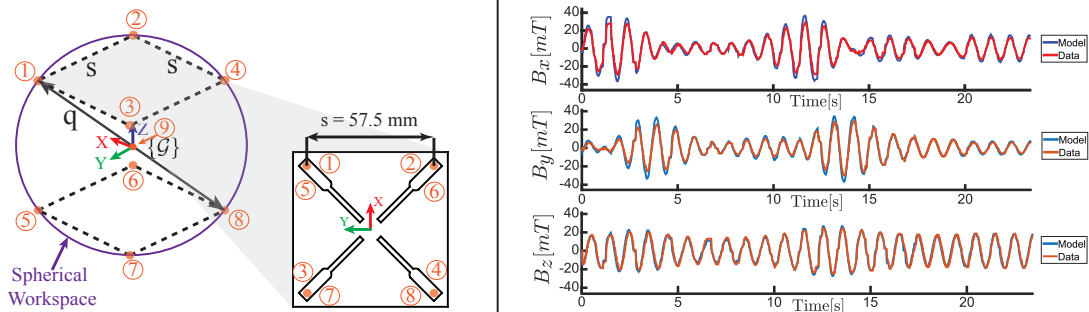 ②
①
s
s
④
③
q
Z
⑨
X
{𝒢}
Y
⑥
⑤
⑧
⑦
Spherical
Workspace
s = 57.5 mm
①
②
⑤
⑥
X
Y
③
④
⑦
⑧
B_x[mT]
40
20
0
-20
-40
0
5
10
15
20
Time[s]
Model
Data
B_y[mT]
40
20
0
-20
-40
0
5
10
15
20
Time[s]
Model
Data
B_z[mT]
40
20
0
-20
-40
0
5
10
15
20
Time[s]
Model
Data